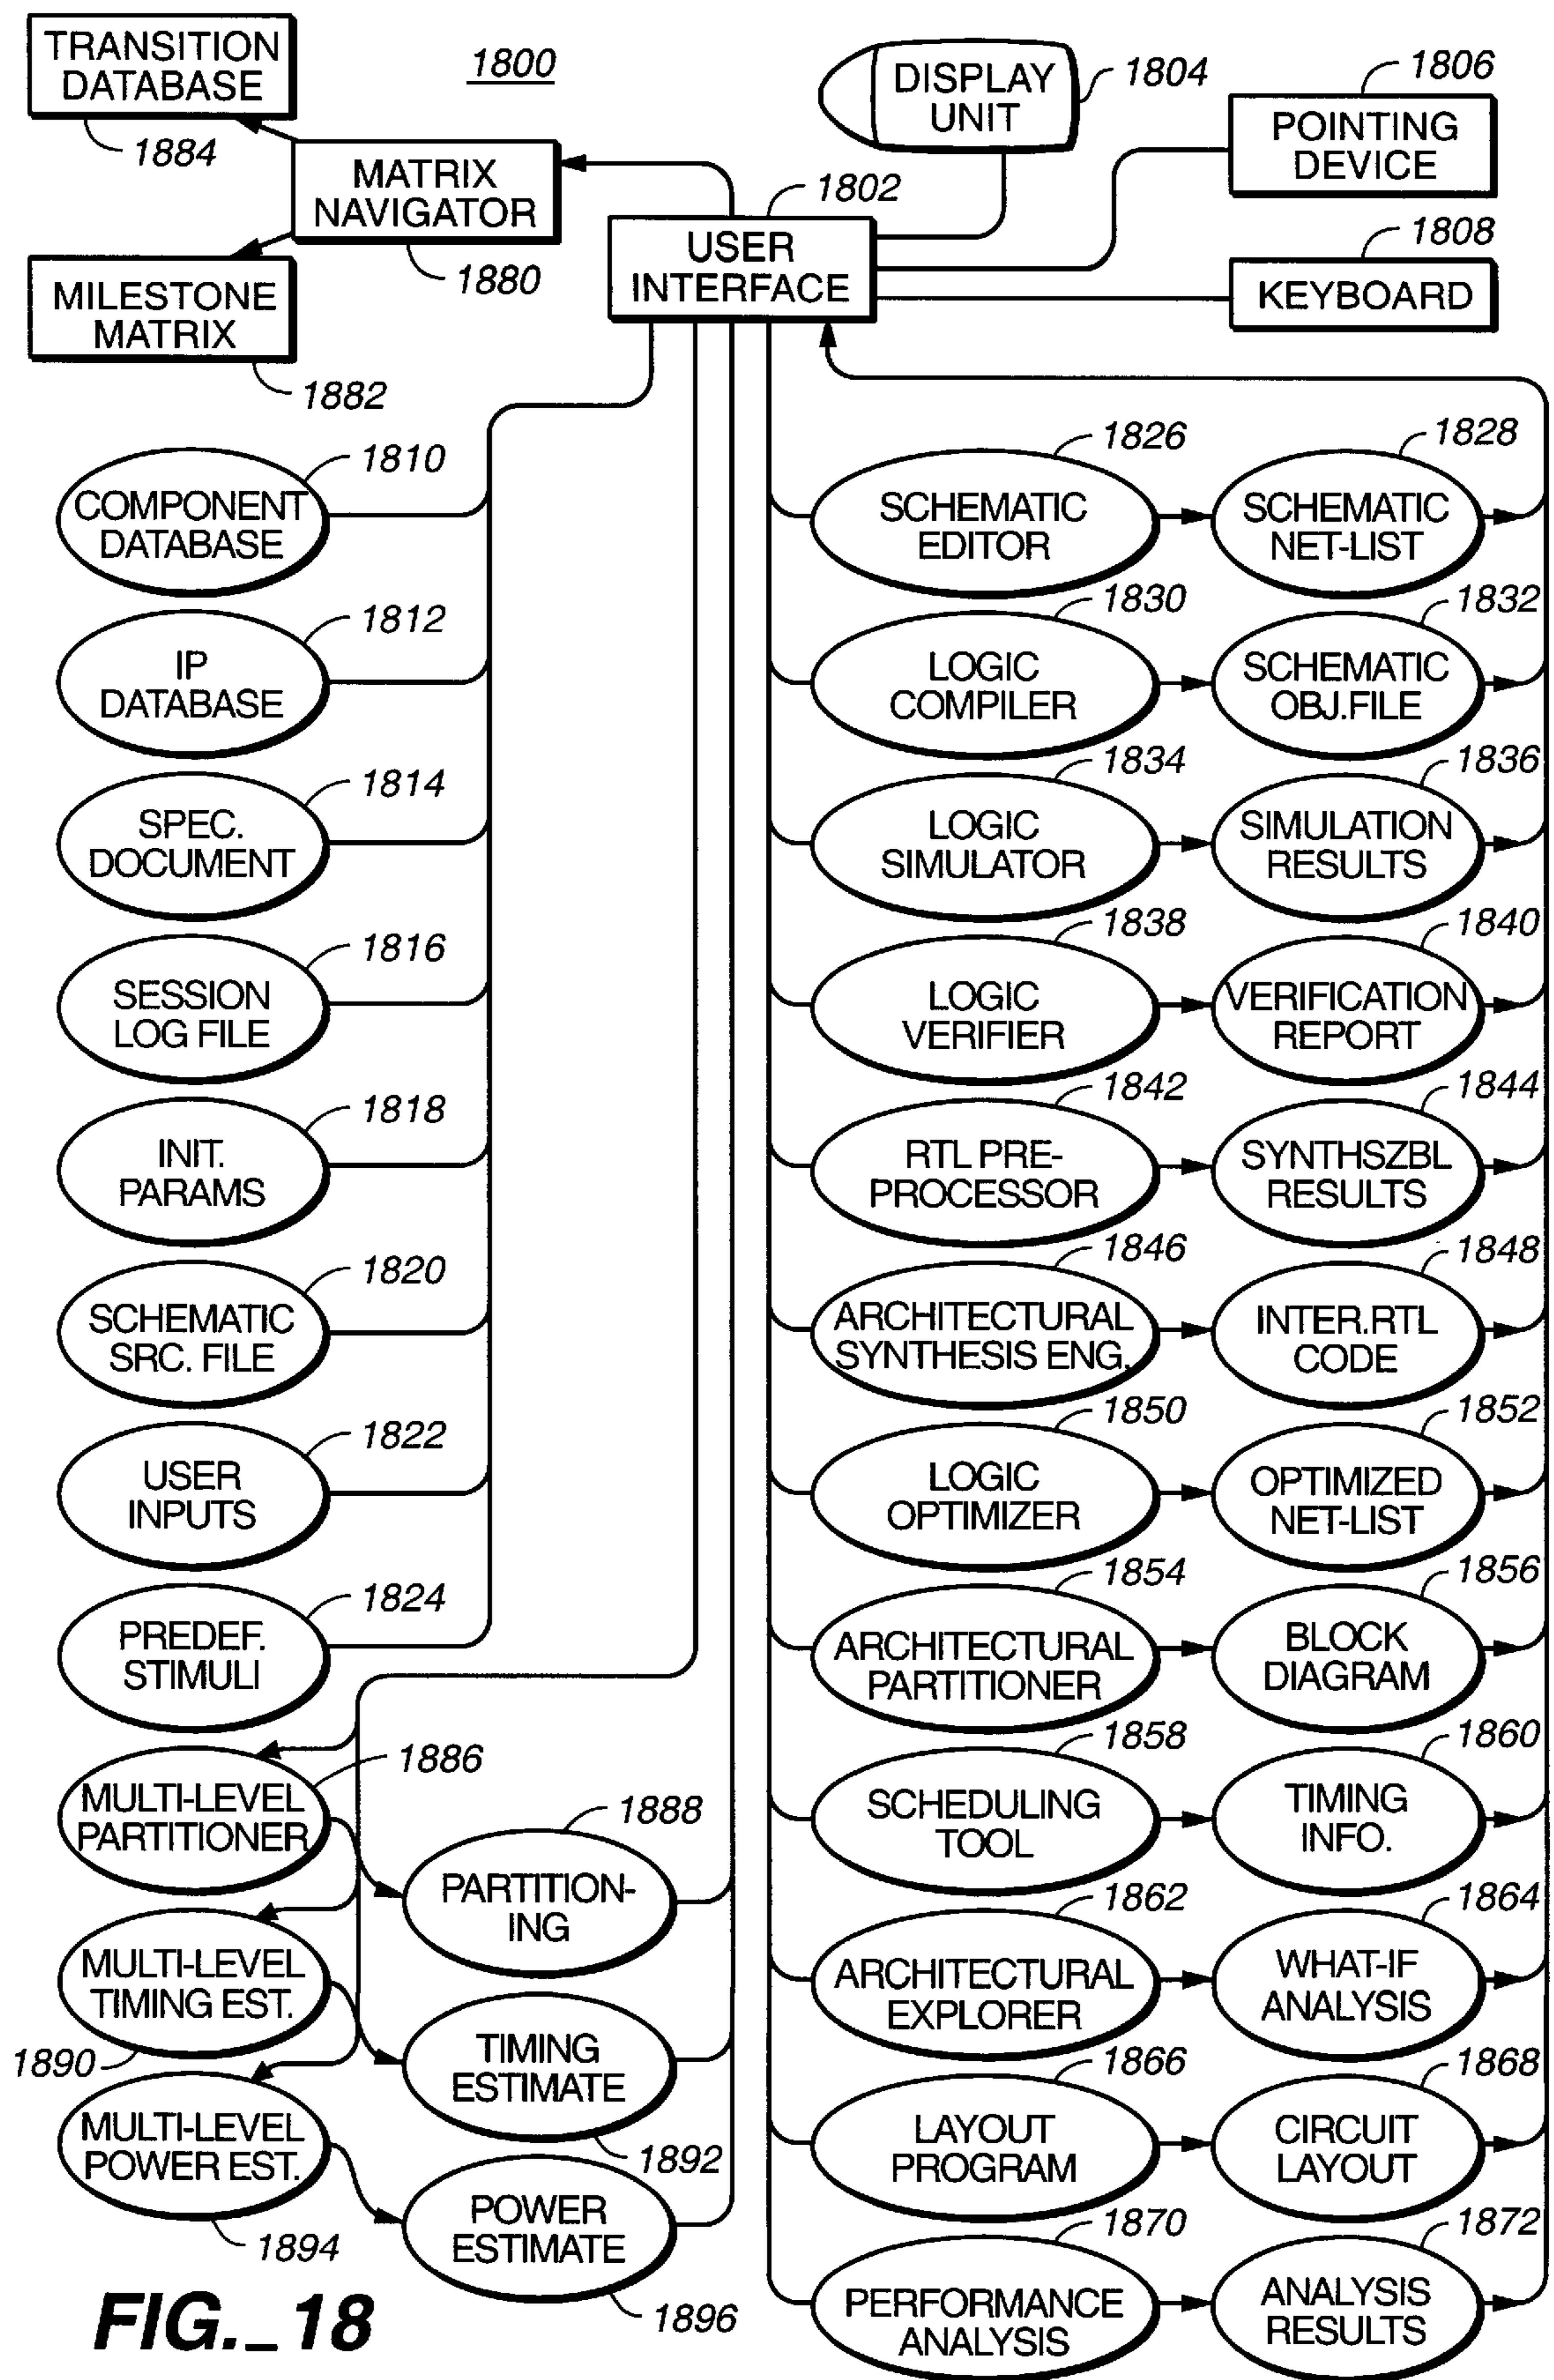 TRANSITION
DATABASE
1884
1800
DISPLAY
UNIT
1804
1806
POINTING
DEVICE
MATRIX
NAVIGATOR
1880
1802
USER
INTERFACE
1808
KEYBOARD
MILESTONE
MATRIX
1882
1810
COMPONENT
DATABASE
1812
IP
DATABASE
1814
SPEC.
DOCUMENT
1816
SESSION
LOG FILE
1818
INIT.
PARAMS
1820
SCHEMATIC
SRC. FILE
1822
USER
INPUTS
1824
PREDEF.
STIMULI
1886
MULTI-LEVEL
PARTITIONER
1888
PARTITION-
ING
MULTI-LEVEL
TIMING EST.
1890
TIMING
ESTIMATE
1892
MULTI-LEVEL
POWER EST.
1894
POWER
ESTIMATE
1896
1826
SCHEMATIC
EDITOR
1828
SCHEMATIC
NET-LIST
1830
LOGIC
COMPILER
1832
SCHEMATIC
OBJ.FILE
1834
LOGIC
SIMULATOR
1836
SIMULATION
RESULTS
1838
LOGIC
VERIFIER
1840
VERIFICATION
REPORT
1842
RTL PRE-
PROCESSOR
1844
SYNTHSZBL
RESULTS
1846
ARCHITECTURAL
SYNTHESIS ENG.
1848
INTER.RTL
CODE
1850
LOGIC
OPTIMIZER
1852
OPTIMIZED
NET-LIST
1854
ARCHITECTURAL
PARTITIONER
1856
BLOCK
DIAGRAM
1858
SCHEDULING
TOOL
1860
TIMING
INFO.
1862
ARCHITECTURAL
EXPLORER
1864
WHAT-IF
ANALYSIS
1866
LAYOUT
PROGRAM
1868
CIRCUIT
LAYOUT
1870
PERFORMANCE
ANALYSIS
1872
ANALYSIS
RESULTS
FIG._18